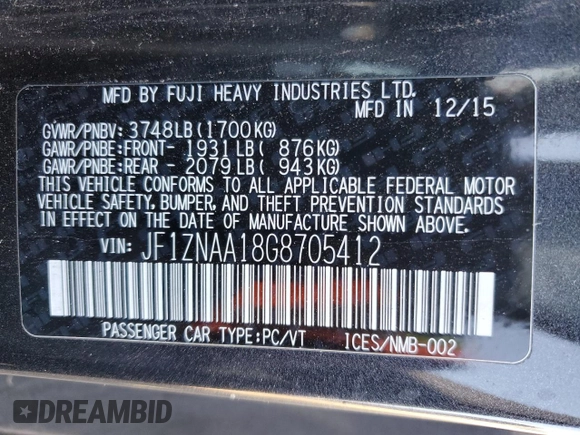 MFD BY FUJI HEAVY INDUSTRIES LTD.
MFD IN 12/15
GVWR/PNBV: 3748LB(1700KG)
GAWR/PNBE:FRONT- 1931LB( 876KG)
GAWR/PNBE:REAR - 2079LB( 943KG)
THIS VEHICLE CONFORMS TO ALL APPLICABLE FEDERAL MOTOR
VEHICLE SAFETY, BUMPER, AND THEFT PREVENTION STANDARDS
IN EFFECT ON THE DATE OF MANUFACTURE SHOWN ABOVE.
VIN: JF1ZNAA18G8705412
PASSENGER CAR TYPE:PC/VT ICES/NMB-002
DREAMBID